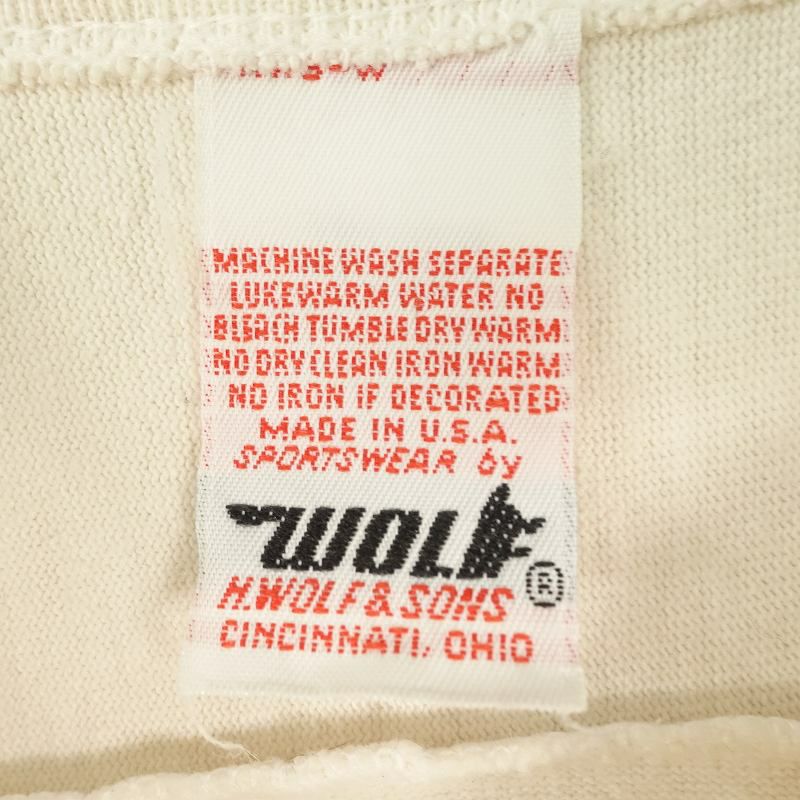 MACHINE WASH SEPARATE
LUKEWARM WATER NO
BLEACH TUMBLE DRY WARM
NO DRY CLEAN IRON WARM
NO IRON IF DECORATED
MADE IN U.S.A.
SPORTSWEAR by
WOLF ®
H.WOLF & SONS
CINCINNATI, OHIO